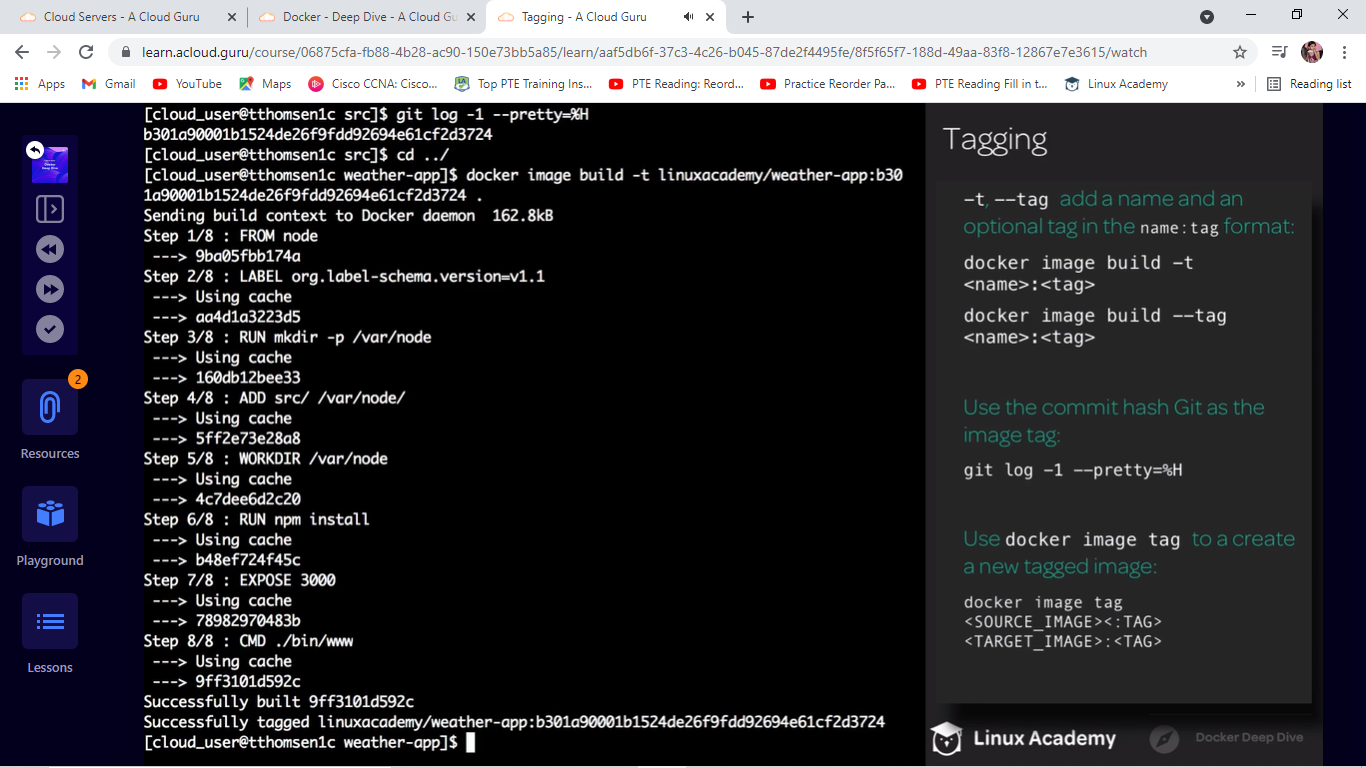 Cloud Servers - A Cloud Guru
Docker - Deep Dive - A Cloud Gu
Tagging - A Cloud Guru
learn.acloud.guru/course/06875cfa-fb88-4b28-ac90-150e73bb5a85/learn/aaf5db6f-37c3-4c26-b045-87de2f4495fe/8f5f65f7-188d-49aa-83f8-12867e7e3615/watch
Apps
Gmail
YouTube
Maps
Cisco CCNA: Cisco...
Top PTE Training Ins...
PTE Reading: Reord...
Practice Reorder Pa...
PTE Reading Fill in t...
Linux Academy
»
Reading list
Docker
Deep Dive
2
Resources
Playground
Lessons
[cloud_user@tthomsen1c src]$ git log -1 --pretty=%H
b301a90001b1524de26f9fdd92694e61cf2d3724
[cloud_user@tthomsen1c src]$ cd ../
[cloud_user@tthomsen1c weather-app]$ docker image build -t linuxacademy/weather-app:b30
1a90001b1524de26f9fdd92694e61cf2d3724 .
Sending build context to Docker daemon  162.8kB
Step 1/8 : FROM node
 ---> 9ba05fbb174a
Step 2/8 : LABEL org.label-schema.version=v1.1
 ---> Using cache
 ---> aa4d1a3223d5
Step 3/8 : RUN mkdir -p /var/node
 ---> Using cache
 ---> 160db12bee33
Step 4/8 : ADD src/ /var/node/
 ---> Using cache
 ---> 5ff2e73e28a8
Step 5/8 : WORKDIR /var/node
 ---> Using cache
 ---> 4c7dee6d2c20
Step 6/8 : RUN npm install
 ---> Using cache
 ---> b48ef724f45c
Step 7/8 : EXPOSE 3000
 ---> Using cache
 ---> 78982970483b
Step 8/8 : CMD ./bin/www
 ---> Using cache
 ---> 9ff3101d592c
Successfully built 9ff3101d592c
Successfully tagged linuxacademy/weather-app:b301a90001b1524de26f9fdd92694e61cf2d3724
[cloud_user@tthomsen1c weather-app]$
Tagging
-t, --tag add a name and an
optional tag in the name:tag format:
docker image build -t
<name>:<tag>
docker image build --tag
<name>:<tag>
Use the commit hash Git as the
image tag:
git log -1 --pretty=%H
Use docker image tag to a create
a new tagged image:
docker image tag
<SOURCE_IMAGE><:TAG>
<TARGET_IMAGE>:<TAG>
Linux Academy
Docker Deep Dive